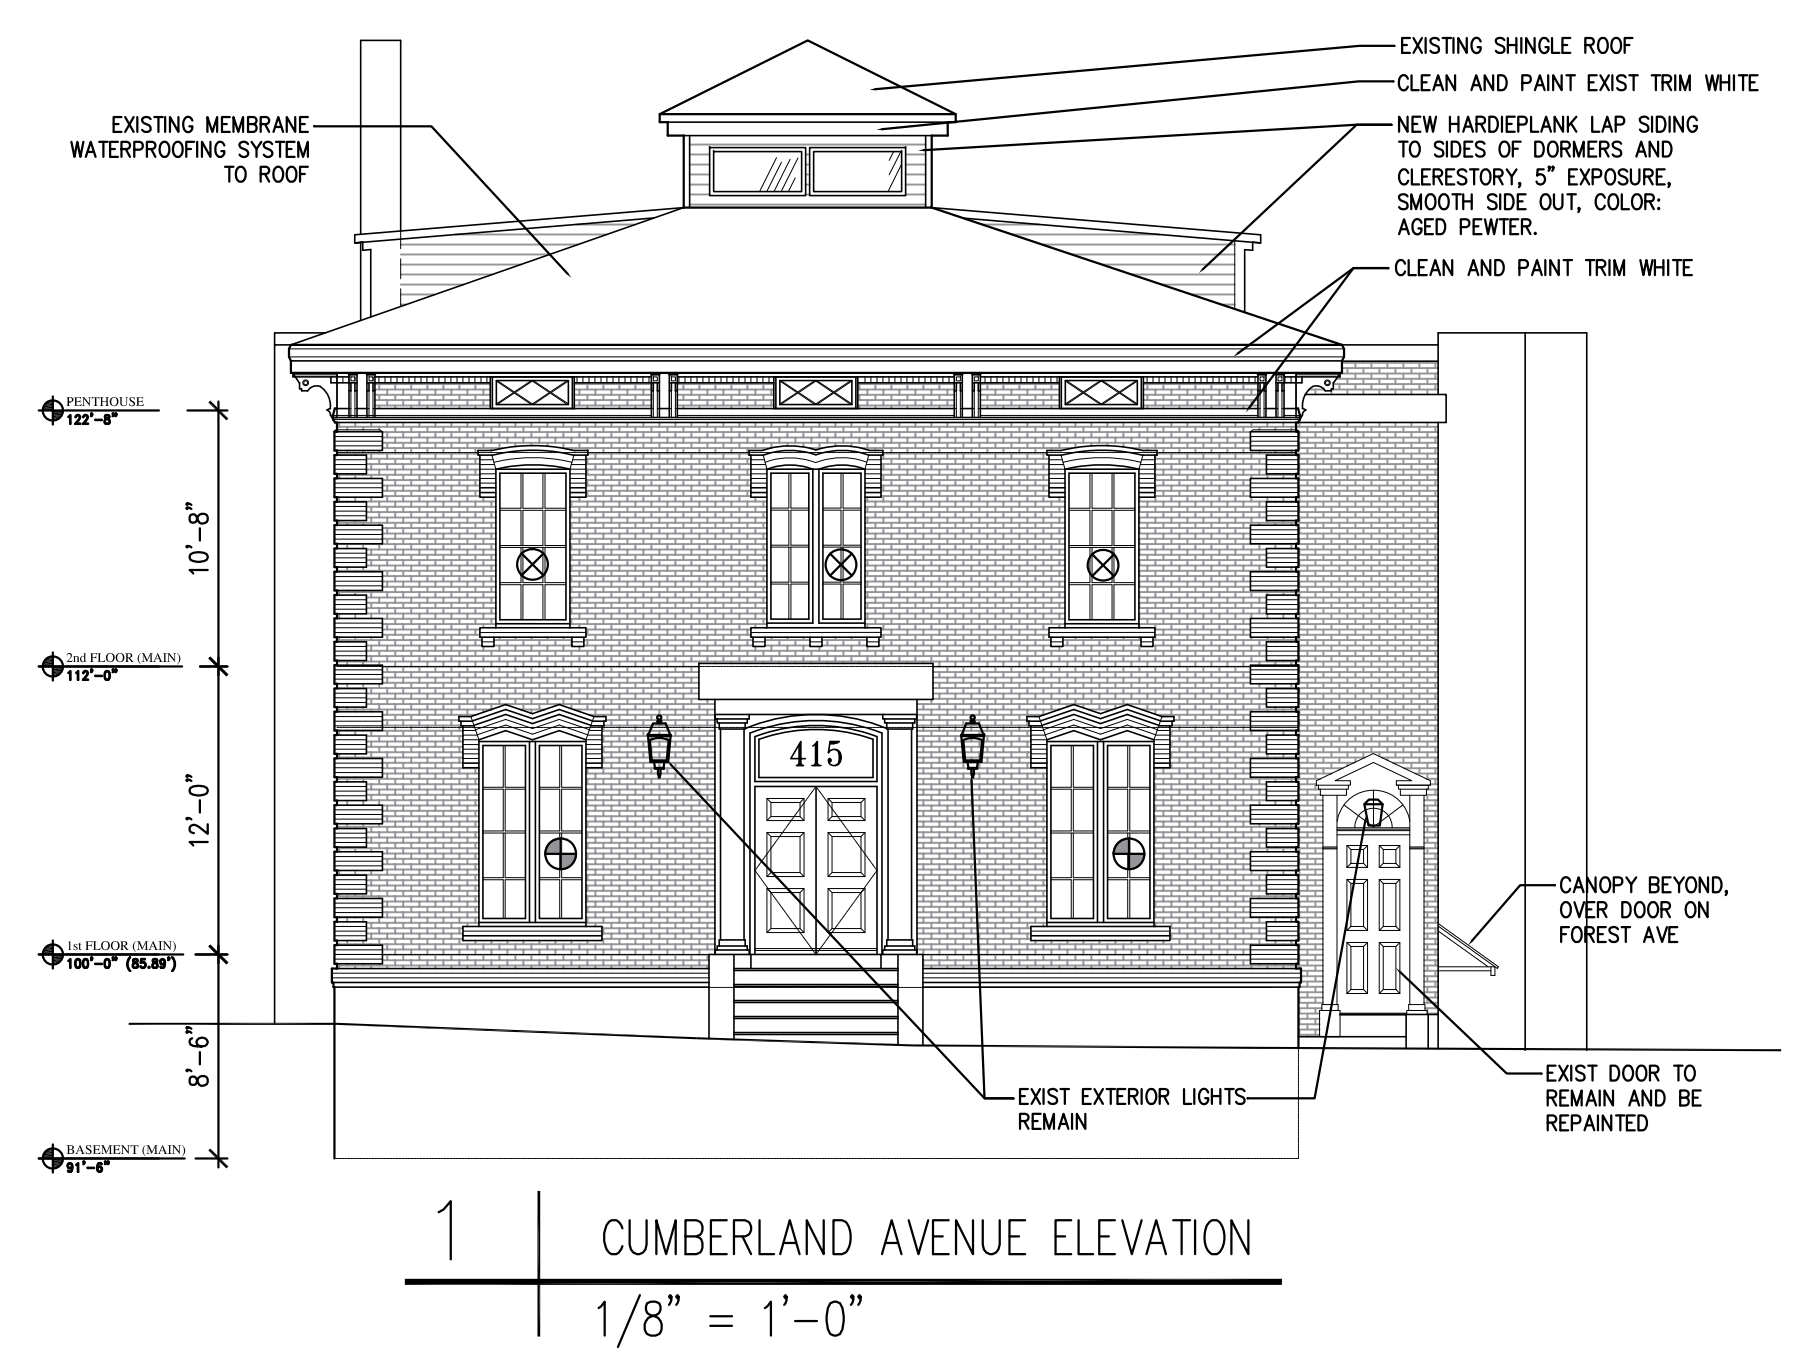 EXISTING SHINGLE ROOF
CLEAN AND PAINT EXIST TRIM WHITE
EXISTING MEMBRANE
WATERPROOFING SYSTEM
TO ROOF
NEW HARDIEPLANK LAP SIDING
TO SIDES OF DORMERS AND
CLERESTORY, 5" EXPOSURE,
SMOOTH SIDE OUT, COLOR:
AGED PEWTER.
CLEAN AND PAINT TRIM WHITE
PENTHOUSE
122'-8"
10'-8"
2nd FLOOR (MAIN)
112'-0"
415
12'-0"
CANOPY BEYOND,
OVER DOOR ON
FOREST AVE
1st FLOOR (MAIN)
100'-0" (85.89')
8'-6"
EXIST EXTERIOR LIGHTS
REMAIN
EXIST DOOR TO
REMAIN AND BE
REPAINTED
BASEMENT (MAIN)
91'-6"
1
CUMBERLAND AVENUE ELEVATION
1/8" = 1'-0"